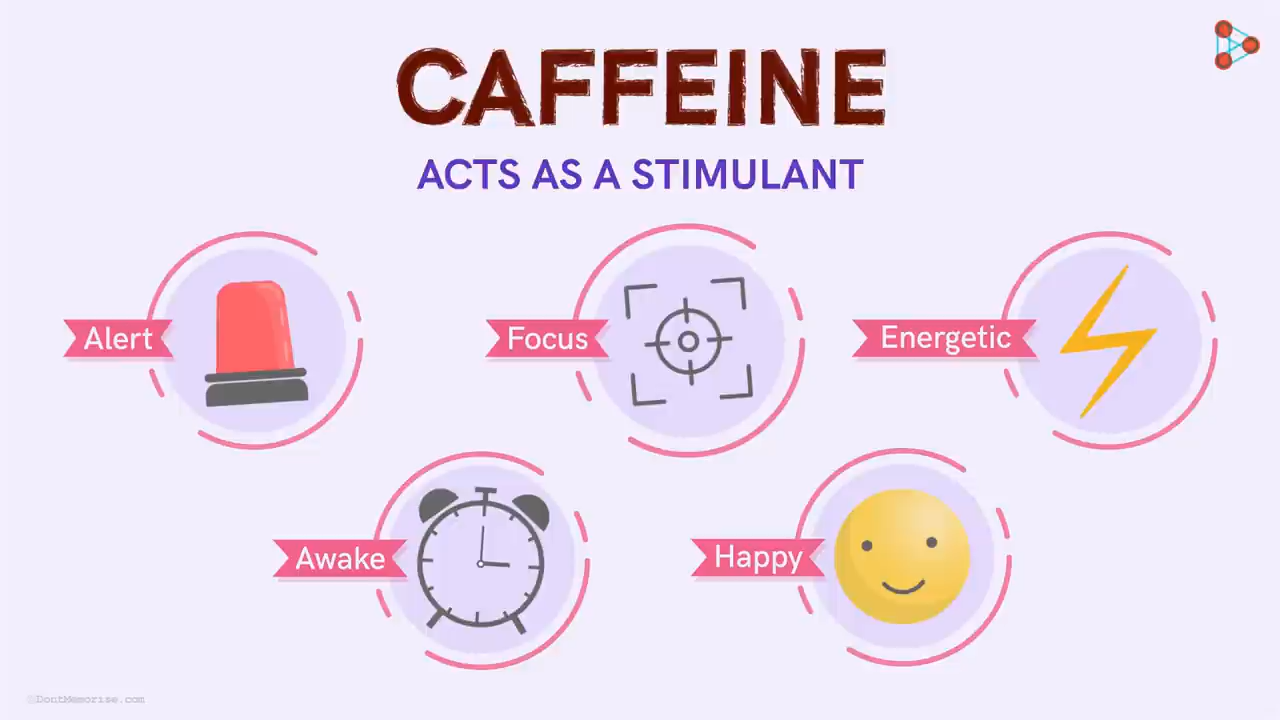 CAFFEINE
ACTS AS A STIMULANT
Alert
Focus
Energetic
Awake
Happy
©DontMemorise.com